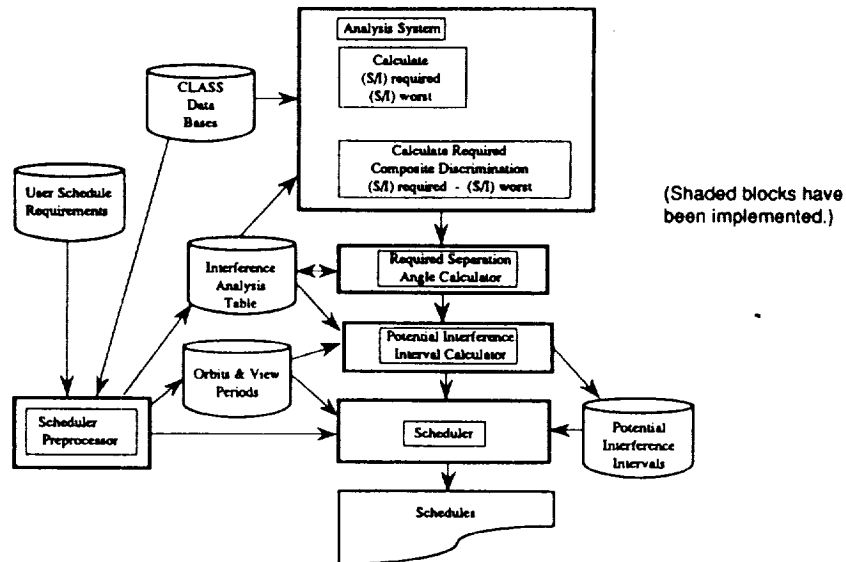 Analysis System
Calculate
(S/I) required
(S/I) worst
CLASS
Data
Bases
Calculate Required
Composite Discrimination
(S/I) required - (S/I) worst
User Schedule
Requirements
(Shaded blocks have
been implemented.)
Interference
Analysis
Table
Required Separation
Angle Calculator
Potential Interference
Interval Calculator
Orbits & View
Periods
Scheduler
Preprocessor
Scheduler
Potential
Interference
Intervals
Schedules